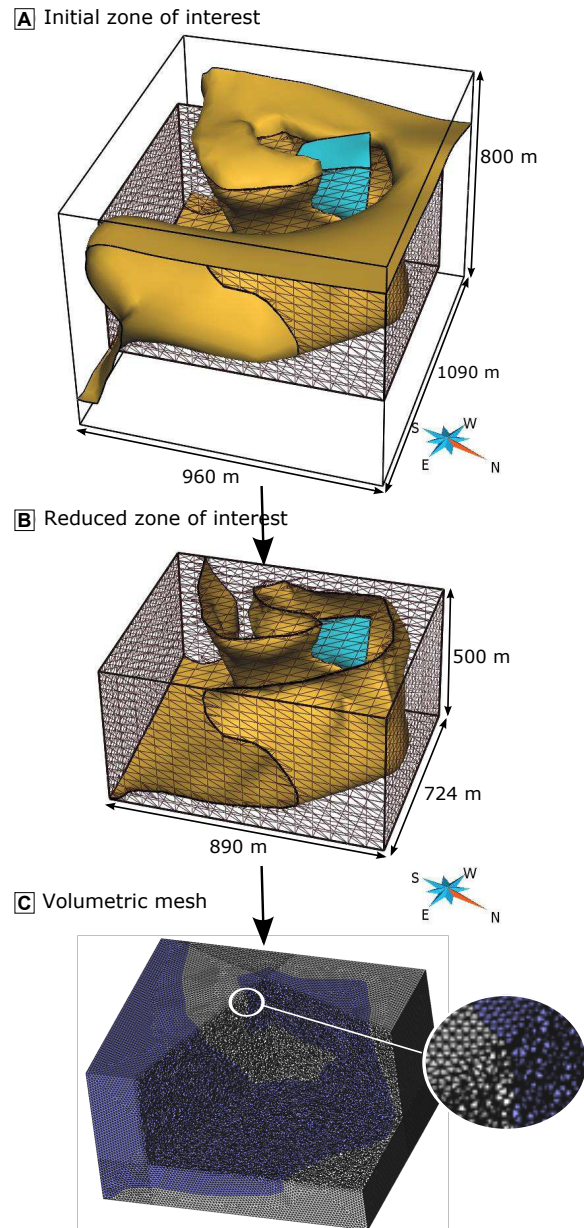 A Initial zone of interest
800 m
1090 m
960 m
S W
E N
B Reduced zone of interest
500 m
724 m
890 m
S W
E N
C Volumetric mesh